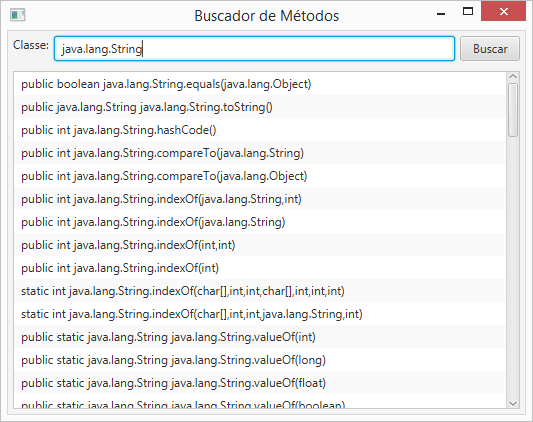 Buscador de Métodos
Classe: java.lang.String Buscar
public boolean java.lang.String.equals(java.lang.Object)
public java.lang.String java.lang.String.toString()
public int java.lang.String.hashCode()
public int java.lang.String.compareTo(java.lang.String)
public int java.lang.String.compareTo(java.lang.Object)
public int java.lang.String.indexOf(java.lang.String,int)
public int java.lang.String.indexOf(java.lang.String)
public int java.lang.String.indexOf(int,int)
public int java.lang.String.indexOf(int)
static int java.lang.String.indexOf(char[],int,int,char[],int,int,int)
static int java.lang.String.indexOf(char[],int,int,java.lang.String,int)
public static java.lang.String java.lang.String.valueOf(int)
public static java.lang.String java.lang.String.valueOf(long)
public static java.lang.String java.lang.String.valueOf(float)
public static java.lang.String java.lang.String.valueOf(boolean)